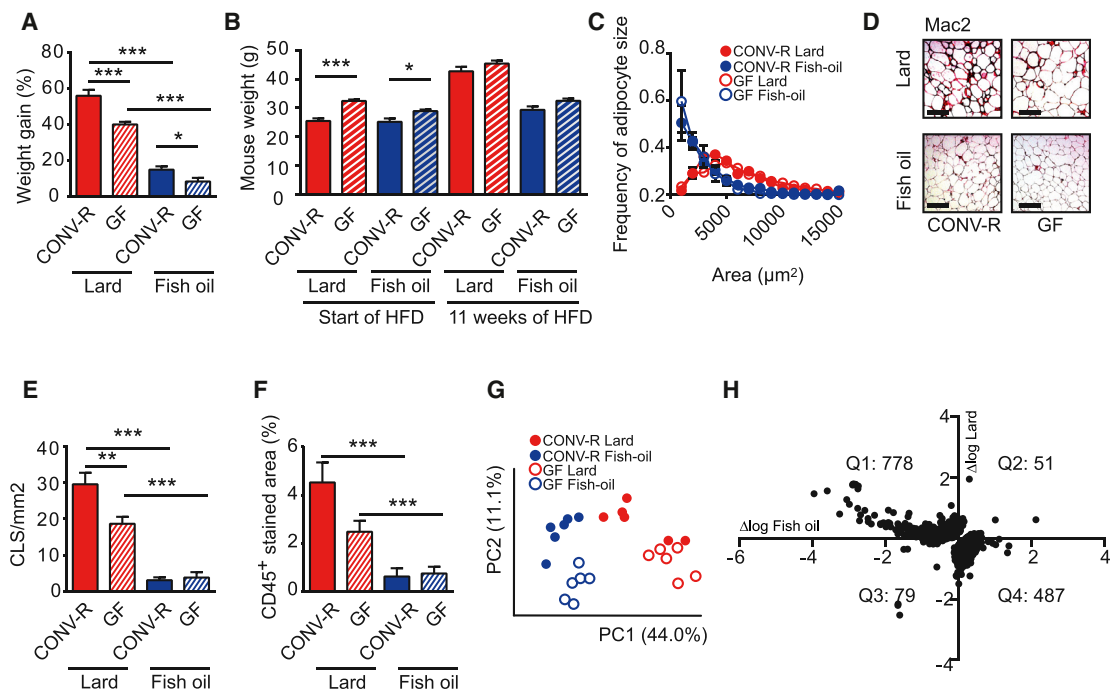 A
Weight gain (%)
80
60
40
20
0
***
***
***
*
CONV-R
GF
CONV-R
GF
Lard
Fish oil
B
Mouse weight (g)
50
40
30
20
10
0
***
*
CONV-R
GF
CONV-R
GF
CONV-R
GF
CONV-R
GF
Lard
Fish oil
Lard
Fish oil
Start of HFD
11 weeks of HFD
C
Frequency of adipocyte size
0.8
0.6
0.4
0.2
CONV-R Lard
CONV-R Fish-oil
GF Lard
GF Fish-oil
0
5000
10000
15000
Area (µm²)
D
Mac2
Lard
Fish oil
CONV-R
GF
E
CLS/mm2
40
30
20
10
0
***
**
***
CONV-R
GF
CONV-R
GF
Lard
Fish oil
F
CD45⁺ stained area (%)
6
4
2
0
***
***
CONV-R
GF
CONV-R
GF
Lard
Fish oil
G
CONV-R Lard
CONV-R Fish-oil
GF Lard
GF Fish-oil
PC2 (11.1%)
PC1 (44.0%)
H
4
Δlog Lard
Q1: 778
2
Q2: 51
Δlog Fish oil
-6
-4
-2
2
4
Q3: 79
-2
Q4: 487
-4